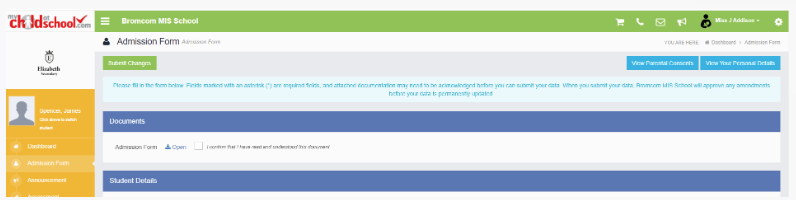 my child at school.com
Bromcom MIS School
Miss J Addison
Elizabeth
Secondary
Admission Form Admission Form
YOU ARE HERE: Dashboard > Admission Form
Submit Changes
View Parental Consents
View Your Personal Details
Please fill in the form below. Fields marked with an asterisk (*) are required fields, and attached documentation may need to be acknowledged before you can submit your data. When you submit your data, Bromcom MIS School will approve any amendments
before your data is permanently updated
Spencer, James
Click above to switch
student
Documents
Admission Form Open I confirm that I have read and understood this document
Dashboard
Admission Form
Announcement
Student Details